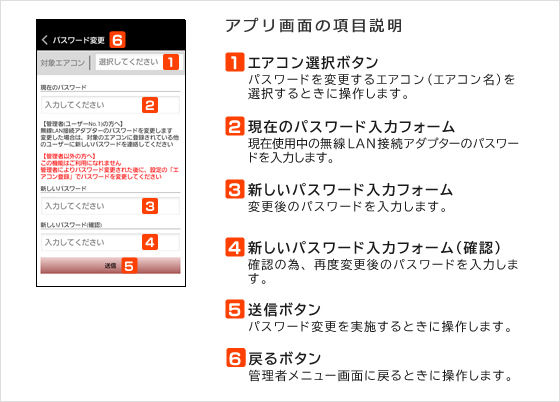 パスワード変更 6
対象エアコン 選択してください 1
現在のパスワード
入力してください 2
【管理者(ユーザーNo.1)の方へ】
無線LAN接続アダプターのパスワードを変更します
変更した場合は、対象のエアコンに登録されている他
のユーザーに新しいパスワードを連絡してください
【管理者以外の方へ】
この機能はご利用になれません
管理者によりパスワード変更された後に、設定の「エ
アコン登録」でパスワードを変更してください
新しいパスワード
入力してください 3
新しいパスワード(確認)
入力してください 4
送信 5
アプリ画面の項目説明
1 エアコン選択ボタン
パスワードを変更するエアコン（エアコン名）を
選択するときに操作します。
2 現在のパスワード入力フォーム
現在使用中の無線LAN接続アダプターのパスワー
ドを入力します。
3 新しいパスワード入力フォーム
変更後のパスワードを入力します。
4 新しいパスワード入力フォーム（確認）
確認の為、再度変更後のパスワードを入力しま
す。
5 送信ボタン
パスワード変更を実施するときに操作します。
6 戻るボタン
管理者メニュー画面に戻るときに操作します。